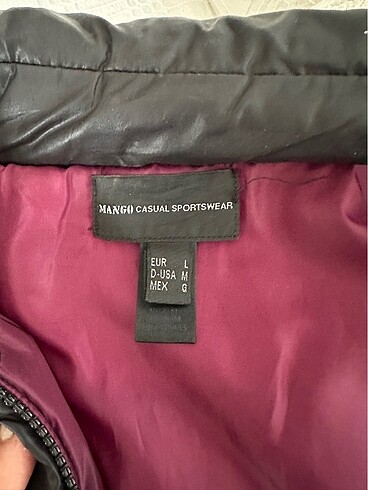 MANGO CASUAL SPORTSWEAR
EUR L
D-USA M
MEX G